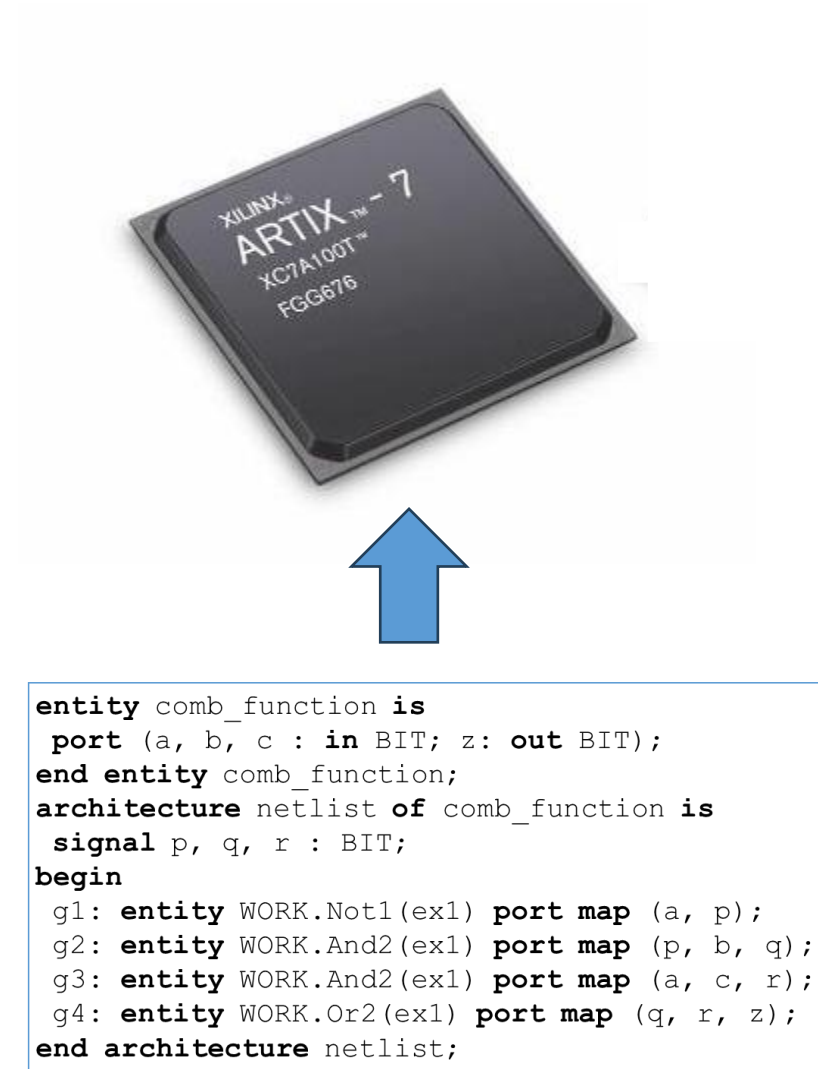 XILINX®
ARTIX™-7
XC7A100T™
FGG676
entity comb_function is
port (a, b, c : in BIT; z: out BIT);
end entity comb_function;
architecture netlist of comb_function is
signal p, q, r : BIT;
begin
g1: entity WORK.Not1(ex1) port map (a, p);
g2: entity WORK.And2(ex1) port map (p, b, q);
g3: entity WORK.And2(ex1) port map (a, c, r);
g4: entity WORK.Or2(ex1) port map (q, r, z);
end architecture netlist;